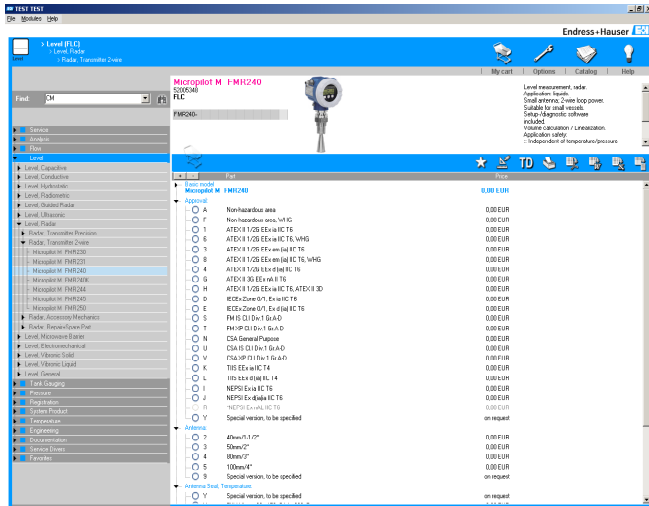 TEST TEST
File Modules Help
Endress+Hauser
Level
> Level (FLC)
> Level, Radar
> Radar, Transmitter 2-wire
My cart | Options | Catalog | Help
Find: CM
Micropilot M FMR240
52005348
FLC
FMR240-
Level measurement, radar.
Application: liquids.
Small antenna; 2-wire loop power.
Suitable for small vessels.
Setup-/diagnostic software
included.
Volume calculation / Linearization.
Application safety:
:: Independent of temperature/pressure
Service
Analyse
Flow
Level
Level, Capacitive
Level, Conductive
Level, Hydrostatic
Level, Radiometric
Level, Guided Radar
Level, Ultrasonic
Level, Radar
Radar, Transmitter Precision
Radar, Transmitter 2-wire
Micropilot M FMR230
Micropilot M FMR231
Micropilot M FMR240
Micropilot M FMR240K
Micropilot M FMR244
Micropilot M FMR245
Micropilot M FMR250
Radar, Accessory Mechanics
Radar, Repair+Spare Part
Level, Microwave Barrier
Level, Electromechanical
Level, Vibronic Solid
Level, Vibronic Liquid
Level, General
Tank Gauging
Pressure
Registration
System Product
Temperature
Engineering
Documentation
Service Divers
Favorites
TD
+ - Part Price
Basic model
Micropilot M FMR240 0,00 EUR
Approval:
A Non-hazardous area 0,00 EUR
F Non-hazardous area, WHG 0,00 EUR
1 ATEX II 1/2G EEx ia IIC T6 0,00 EUR
6 ATEX II 1/2G EEx ia IIC T6, WHG 0,00 EUR
3 ATEX II 1/2G EEx em (ia) IIC T6 0,00 EUR
8 ATEX II 1/2G EEx em (ia) IIC T6, WHG 0,00 EUR
4 ATEX II 1/2G EEx d (ia) IIC T6 0,00 EUR
G ATEX II 3G EEx nA II T6 0,00 EUR
H ATEX II 1/2G EEx ia IIC T6, ATEX II 3D 0,00 EUR
D IECEx Zone 0/1, Ex ia IIC T6 0,00 EUR
E IECEx Zone 0/1, Ex d (ia) IIC T6 0,00 EUR
S FM IS Cl.I Div.1 Gr.A-D 0,00 EUR
T FM XP Cl.I Div.1 Gr.A-D 0,00 EUR
N CSA General Purpose 0,00 EUR
U CSA IS Cl.I Div.1 Gr.A-D 0,00 EUR
V CSA XP Cl.I Div.1 Gr.A-D 0,00 EUR
K TIIS EEx ia IIC T4 0,00 EUR
L TIIS EEx d (ia) IIC T4 0,00 EUR
I NEPSI Ex ia IIC T6 0,00 EUR
J NEPSI Ex d(ia)ia IIC T6 0,00 EUR
R *NEPSI Ex nAL IIC T6 0,00 EUR
Y Special version, to be specified on request
Antenna:
2 40mm/1-1/2" 0,00 EUR
3 50mm/2" 0,00 EUR
4 80mm/3" 0,00 EUR
5 100mm/4" 0,00 EUR
9 Special version, to be specified on request
Antenna Seal, Temperature:
Y Special version, to be specified on request